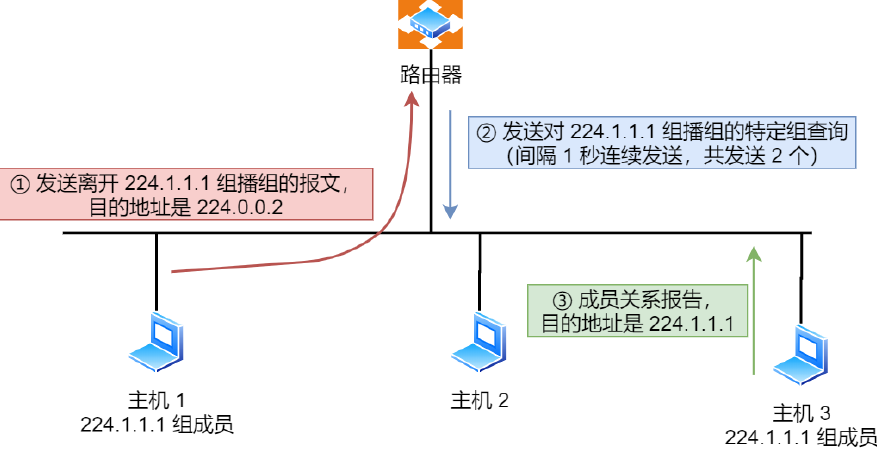 路由器
② 发送对 224.1.1.1 组播组的特定组查询
（间隔 1 秒连续发送，共发送 2 个）
① 发送离开 224.1.1.1 组播组的报文，
目的地址是 224.0.0.2
③ 成员关系报告，
目的地址是 224.1.1.1
主机 1
224.1.1.1 组成员
主机 2
主机 3
224.1.1.1 组成员